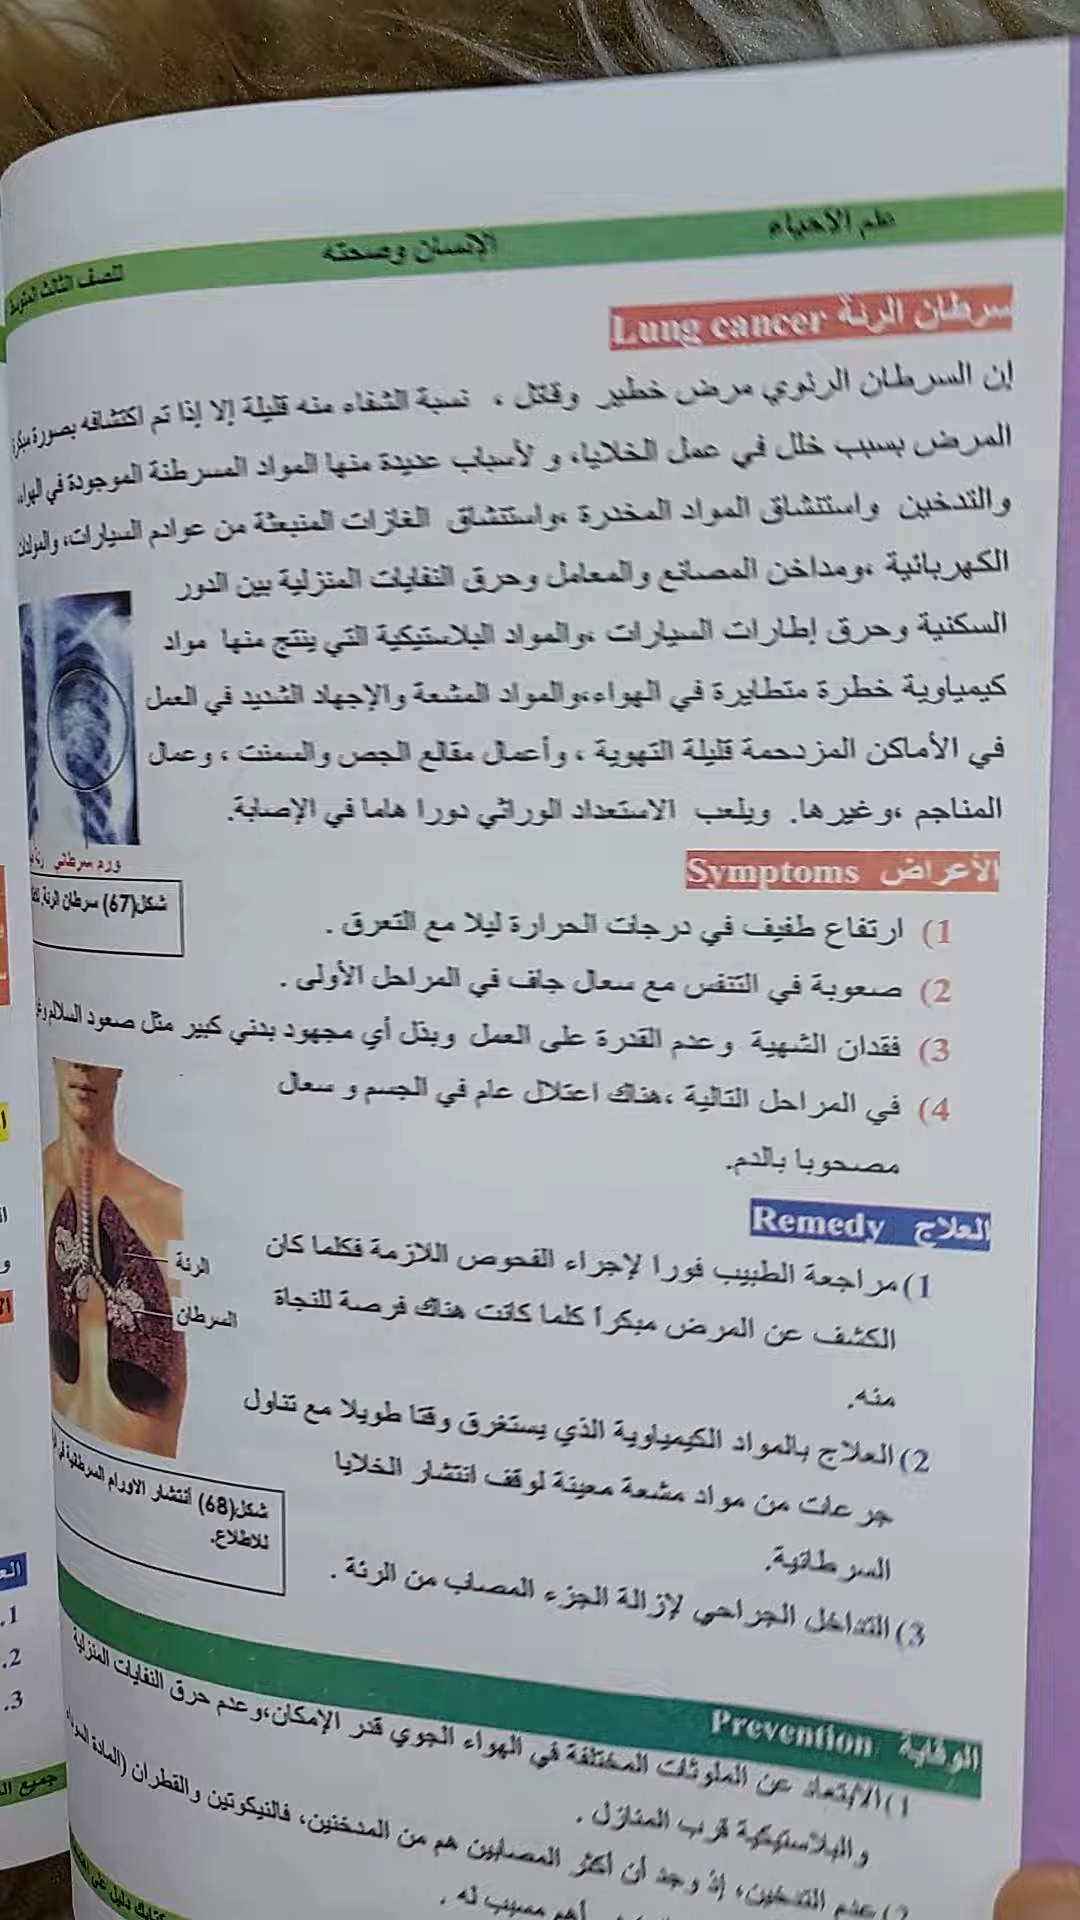 علم الأحياء الإنسان وصحته للصف الثالث المتوسط
سرطان الرئة Lung cancer
إن السرطان الرئوي مرض خطير وقاتل ، نسبة الشفاء منه قليلة إلا إذا تم اكتشافه بصورة مبكرة
المرض بسبب خلل في عمل الخلايا، و لأسباب عديدة منها المواد المسرطنة الموجودة في الهواء
والتدخين واستنشاق المواد المخدرة ،واستنشاق الغازات المنبعثة من عوادم السيارات، والمولدات
الكهربائية ،ومداخن المصانع والمعامل وحرق النفايات المنزلية بين الدور
السكنية وحرق إطارات السيارات ،والمواد البلاستيكية التي ينتج منها مواد
كيمياوية خطرة متطايرة في الهواء،والمواد المشعة والإجهاد الشديد في العمل
في الأماكن المزدحمة قليلة التهوية ، وأعمال مقالع الجص والسمنت ، وعمال
المناجم ،وغيرها. ويلعب الاستعداد الوراثي دورا هاما في الإصابة.
ورم سرطاني
شكل(67) سرطان الرئة
الأعراض Symptoms
1) ارتفاع طفيف في درجات الحرارة ليلا مع التعرق .
2) صعوبة في التنفس مع سعال جاف في المراحل الأولى .
3) فقدان الشهية وعدم القدرة على العمل وبذل أي مجهود بدني كبير مثل صعود السلالم
4) في المراحل التالية ،هناك اعتلال عام في الجسم و سعال
مصحوبا بالدم.
العلاج Remedy
1) مراجعة الطبيب فورا لإجراء الفحوص اللازمة فكلما كان
الكشف عن المرض مبكرا كلما كانت هناك فرصة للنجاة
منه.
2) العلاج بالمواد الكيمياوية الذي يستغرق وقتا طويلا مع تناول
جرعات من مواد مشعة معينة لوقف انتشار الخلايا
السرطانية.
3) التداخل الجراحي لإزالة الجزء المصاب من الرئة .
الرئة
السرطان
شكل(68) أنتشار الاورام السرطانية في
للاطلاع.
الوقاية Prevention
1) الابتعاد عن الملوثات المختلفة في الهواء الجوي قدر الإمكان،وعدم حرق النفايات المنزلية
والبلاستيكية قرب المنازل .
2) عدم التدخين، إذ وجد أن أكثر المصابين هم من المدخنين، فالنيكوتين والقطران (المادة السوداء
أهم مسبب له .
1.
2.
3.
جميع